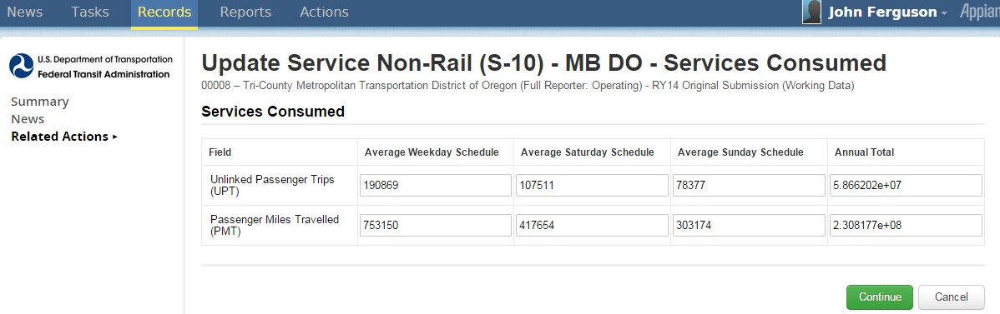 News Tasks Records Reports Actions John Ferguson Appian
U.S. Department of Transportation
Federal Transit Administration
Summary
News
Related Actions ▸
Update Service Non-Rail (S-10) - MB DO - Services Consumed
00008 – Tri-County Metropolitan Transportation District of Oregon (Full Reporter: Operating) - RY14 Original Submission (Working Data)
Services Consumed
Field Average Weekday Schedule Average Saturday Schedule Average Sunday Schedule Annual Total
Unlinked Passenger Trips
(UPT) 190869 107511 78377 5.866202e+07
Passenger Miles Travelled
(PMT) 753150 417654 303174 2.308177e+08
Continue Cancel